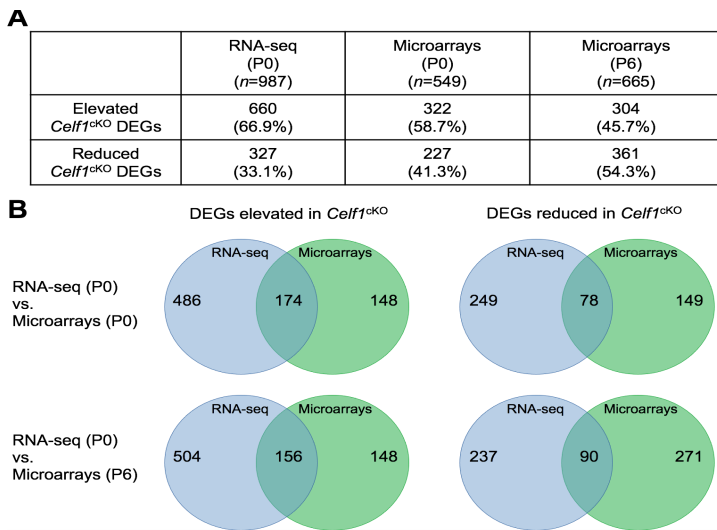 A
RNA-seq
(P0)
(n=987)
Microarrays
(P0)
(n=549)
Microarrays
(P6)
(n=665)
Elevated
Celf1cKO DEGs
660
(66.9%)
322
(58.7%)
304
(45.7%)
Reduced
Celf1cKO DEGs
327
(33.1%)
227
(41.3%)
361
(54.3%)
B
DEGs elevated in Celf1cKO
DEGs reduced in Celf1cKO
RNA-seq (P0)
vs.
Microarrays (P0)
RNA-seq
Microarrays
486
174
148
RNA-seq
Microarrays
249
78
149
RNA-seq (P0)
vs.
Microarrays (P6)
RNA-seq
Microarrays
504
156
148
RNA-seq
Microarrays
237
90
271